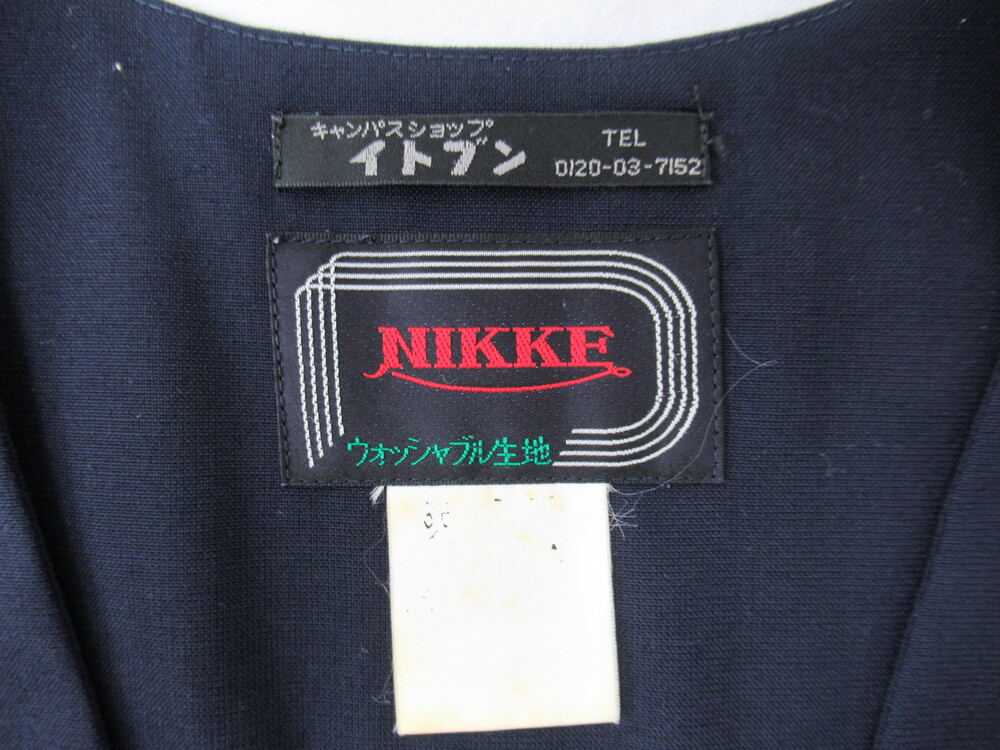 キャンパスショップ
イトブン
TEL
0120-03-7152
NIKKE
ウォッシャブル生地